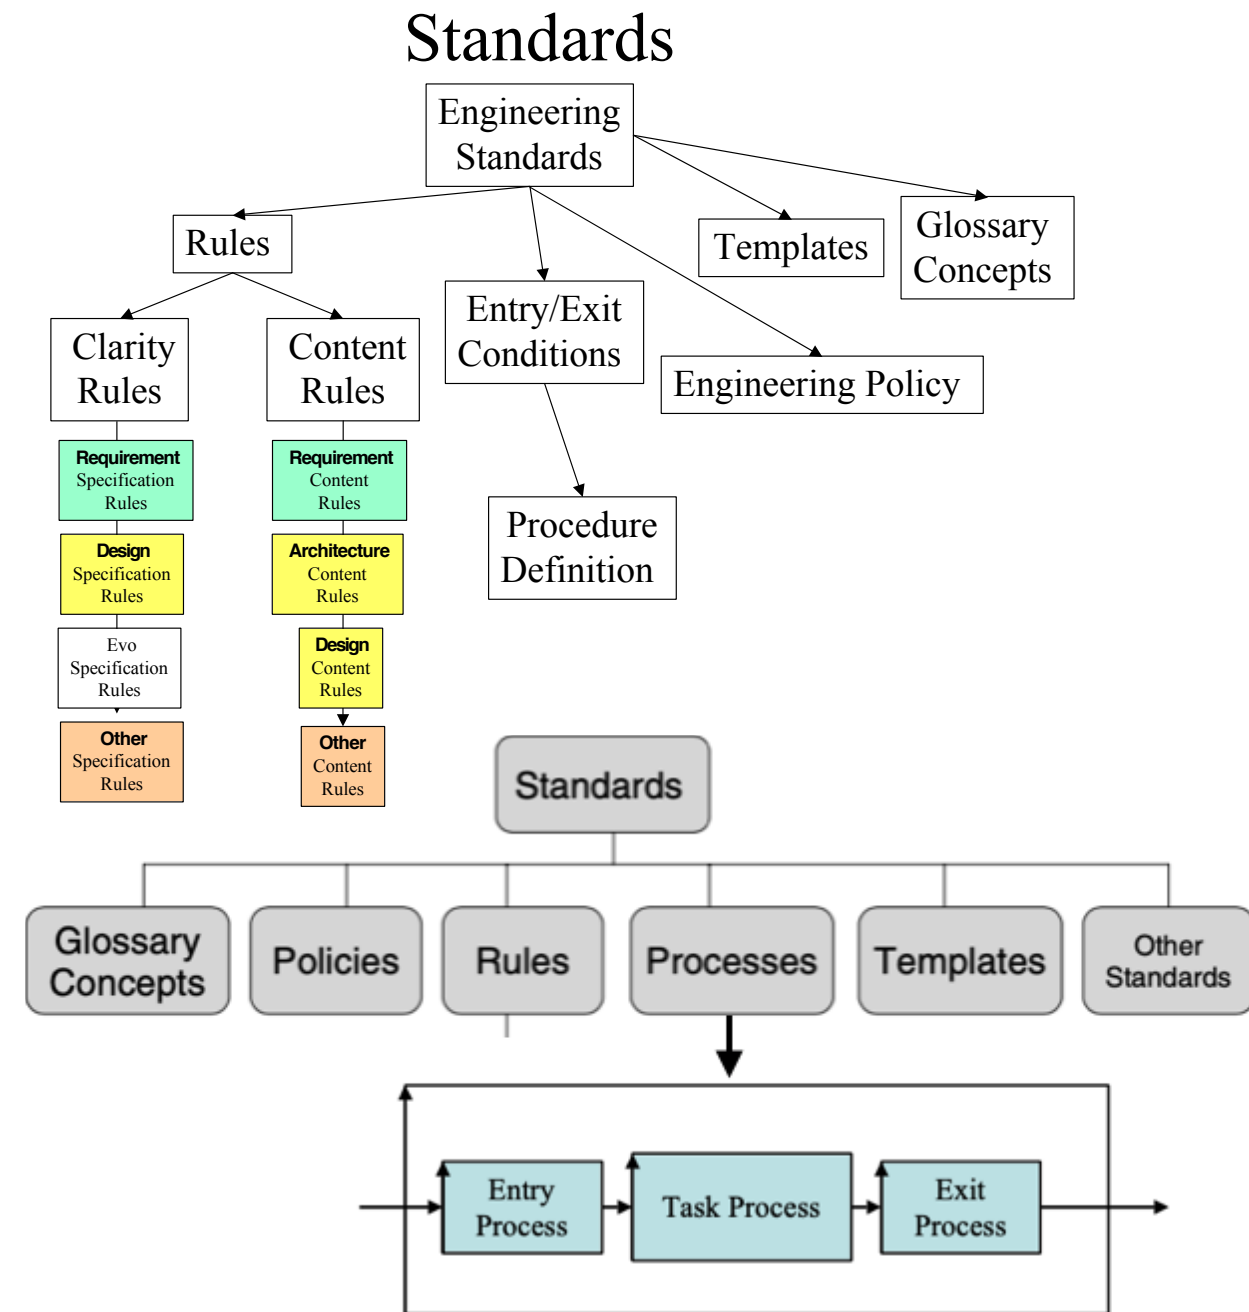 Standards
Engineering
Standards
Rules
Templates
Glossary
Concepts
Entry/Exit
Conditions
Engineering Policy
Clarity
Rules
Content
Rules
Procedure
Definition
Requirement
Specification
Rules
Requirement
Content
Rules
Design
Specification
Rules
Architecture
Content
Rules
Evo
Specification
Rules
Design
Content
Rules
Other
Specification
Rules
Other
Content
Rules
Standards
Glossary
Concepts
Policies
Rules
Processes
Templates
Other
Standards
Entry
Process
Task Process
Exit
Process